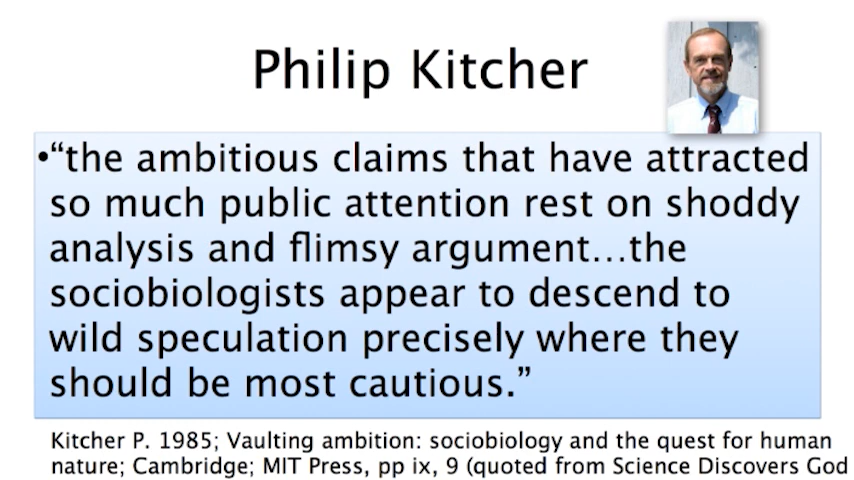 Philip Kitcher
•“the ambitious claims that have attracted
so much public attention rest on shoddy
analysis and flimsy argument…the
sociobiologists appear to descend to
wild speculation precisely where they
should be most cautious.”
Kitcher P. 1985; Vaulting ambition: sociobiology and the quest for human
nature; Cambridge; MIT Press, pp ix, 9 (quoted from Science Discovers God